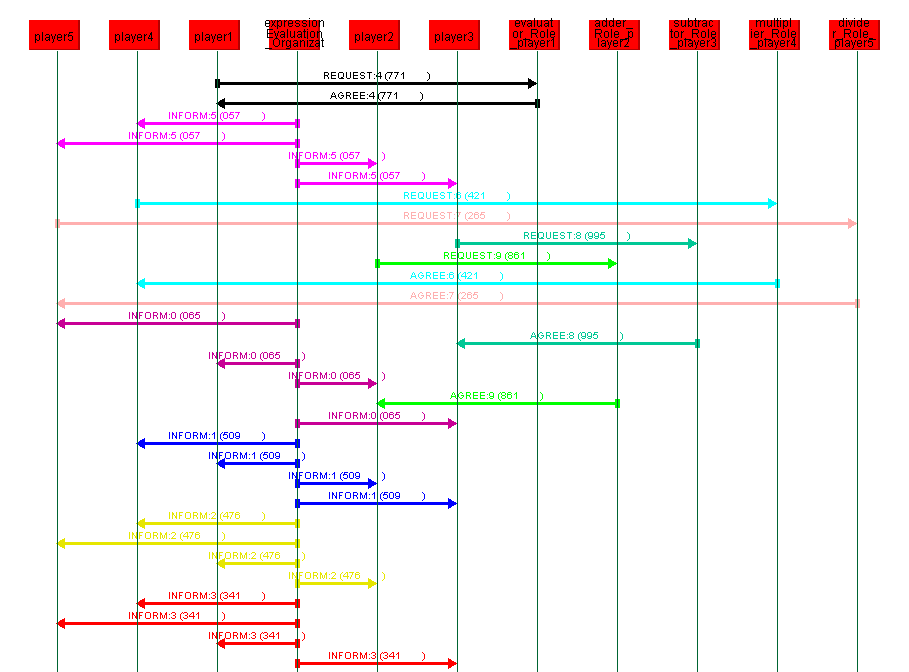 player5
player4
player1
expression
Evaluation
_Organizat
player2
player3
evaluat
or_Role
_player1
adder_
Role_p
layer2
subtrac
tor_Role
_player3
multipl
ier_Role
_player4
divide
r_Role_
player5
REQUEST:4 (771 )
AGREE:4 (771 )
INFORM:5 (057 )
INFORM:5 (057 )
INFORM:5 (057 )
INFORM:5 (057 )
REQUEST:6 (421 )
REQUEST:7 (265 )
REQUEST:8 (995 )
REQUEST:9 (861 )
AGREE:6 (421 )
AGREE:7 (265 )
INFORM:0 (065 )
AGREE:8 (995 )
INFORM:0 (065 )
INFORM:0 (065 )
AGREE:9 (861 )
INFORM:0 (065 )
INFORM:1 (509 )
INFORM:1 (509 )
INFORM:1 (509 )
INFORM:1 (509 )
INFORM:2 (476 )
INFORM:2 (476 )
INFORM:2 (476 )
INFORM:2 (476 )
INFORM:3 (341 )
INFORM:3 (341 )
INFORM:3 (341 )
INFORM:3 (341 )